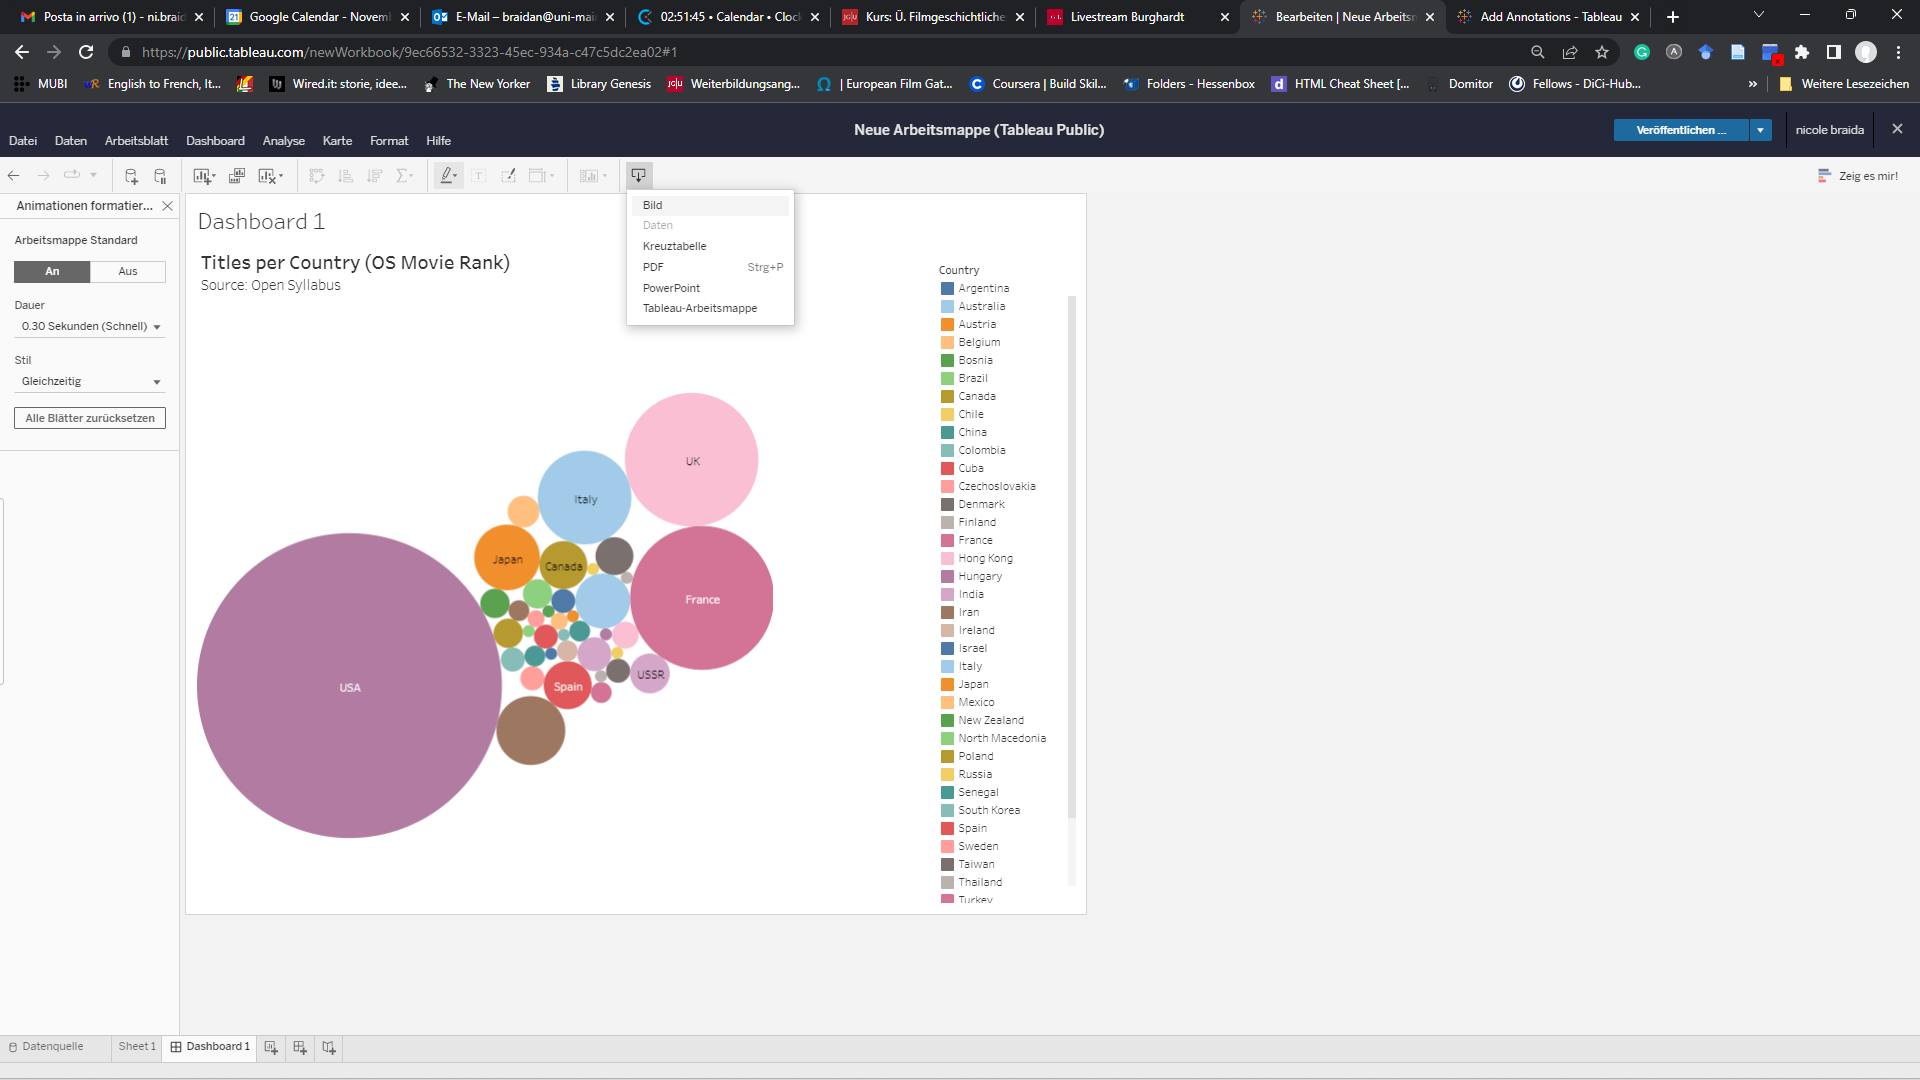 Posta in arrivo (1) - ni.braid
Google Calendar - Novemb
E-Mail – braidan@uni-mai
02:51:45 • Calendar • Clock
Kurs: Ü. Filmgeschichtliche
Livestream Burghardt
Bearbeiten | Neue Arbeitsm
Add Annotations - Tableau
https://public.tableau.com/newWorkbook/9ec66532-3323-45ec-934a-c47c5dc2ea02#1
MUBI
English to French, It...
Wired.it: storie, idee...
The New Yorker
Library Genesis
Weiterbildungsang...
| European Film Gat...
Coursera | Build Skil...
Folders - Hessenbox
HTML Cheat Sheet [...
Domitor
Fellows - DiCi-Hub...
»
Weitere Lesezeichen
Neue Arbeitsmappe (Tableau Public)
Veröffentlichen ...
nicole braida
Datei
Daten
Arbeitsblatt
Dashboard
Analyse
Karte
Format
Hilfe
Zeig es mir!
Animationen formatier...
Arbeitsmappe Standard
An
Aus
Dauer
0.30 Sekunden (Schnell)
Stil
Gleichzeitig
Alle Blätter zurücksetzen
Bild
Daten
Kreuztabelle
PDF Strg+P
PowerPoint
Tableau-Arbeitsmappe
Dashboard 1
Titles per Country (OS Movie Rank)
Source: Open Syllabus
UK
Italy
Japan
Canada
France
USSR
Spain
USA
Country
Argentina
Australia
Austria
Belgium
Bosnia
Brazil
Canada
Chile
China
Colombia
Cuba
Czechoslovakia
Denmark
Finland
France
Hong Kong
Hungary
India
Iran
Ireland
Israel
Italy
Japan
Mexico
New Zealand
North Macedonia
Poland
Russia
Senegal
South Korea
Spain
Sweden
Taiwan
Thailand
Turkey
Datenquelle
Sheet 1
Dashboard 1